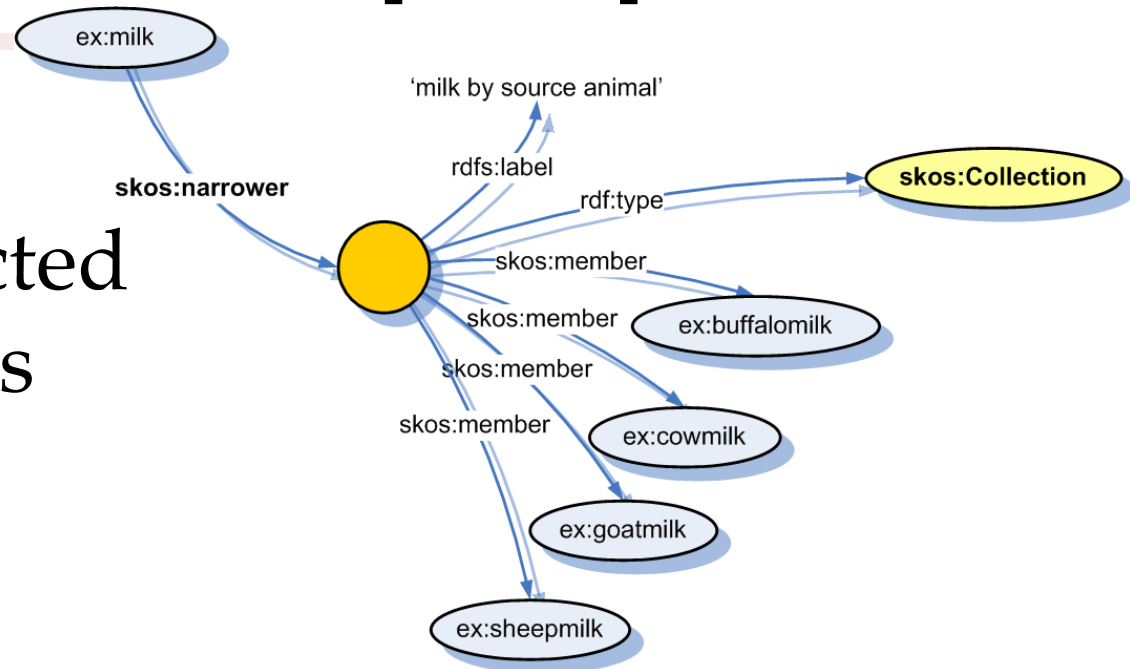 ex:milk
‘milk by source animal’
rdfs:label
skos:Collection
skos:narrower
rdf:type
cted
skos:member
s
skos:member
ex:buffalomilk
skos:member
skos:member
ex:cowmilk
ex:goatmilk
ex:sheepmilk